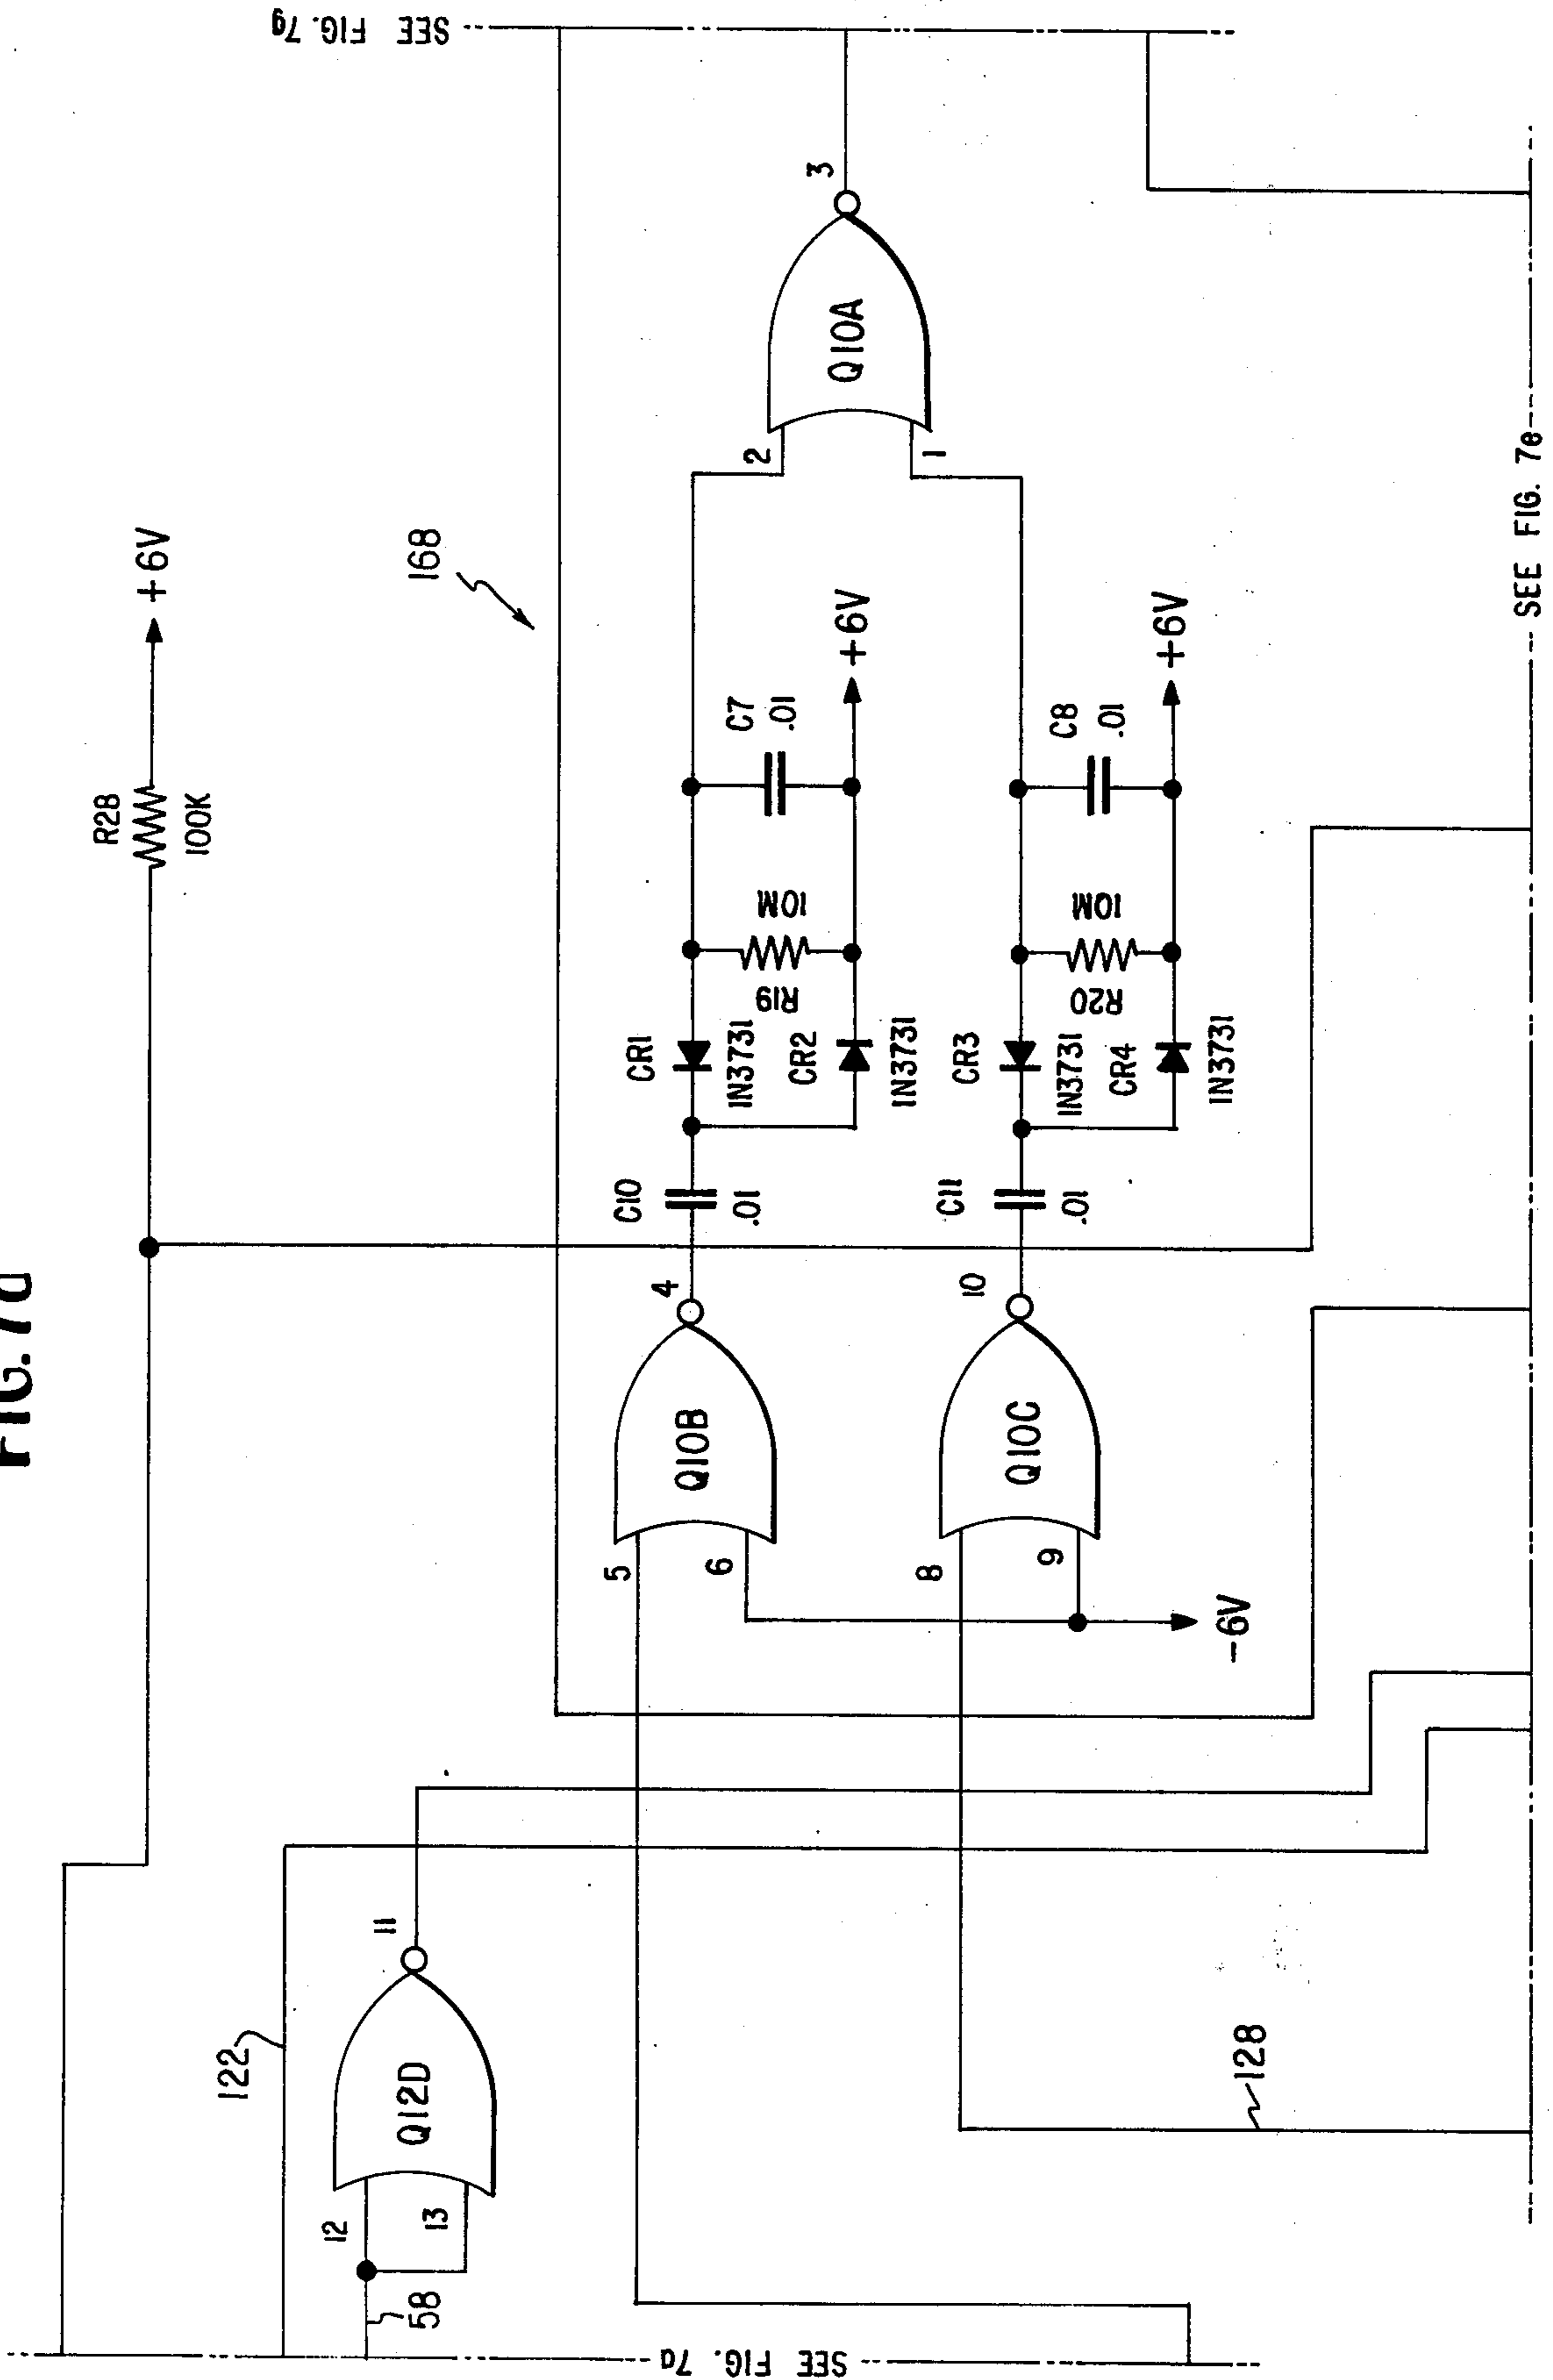 FIG. 7d
SEE FIG. 7g
R28
100K
+6V
168
122
Q12D
12
13
11
58
SEE FIG. 7a
5
6
Q10B
4
C10
.01
CR1
1N3731
CR2
1N3731
R19
10M
C7
.01
+6V
2
1
Q10A
3
8
9
Q10C
10
-6V
C11
.01
CR3
1N3731
CR4
1N3731
R20
10M
C8
.01
+6V
128
SEE FIG. 7e